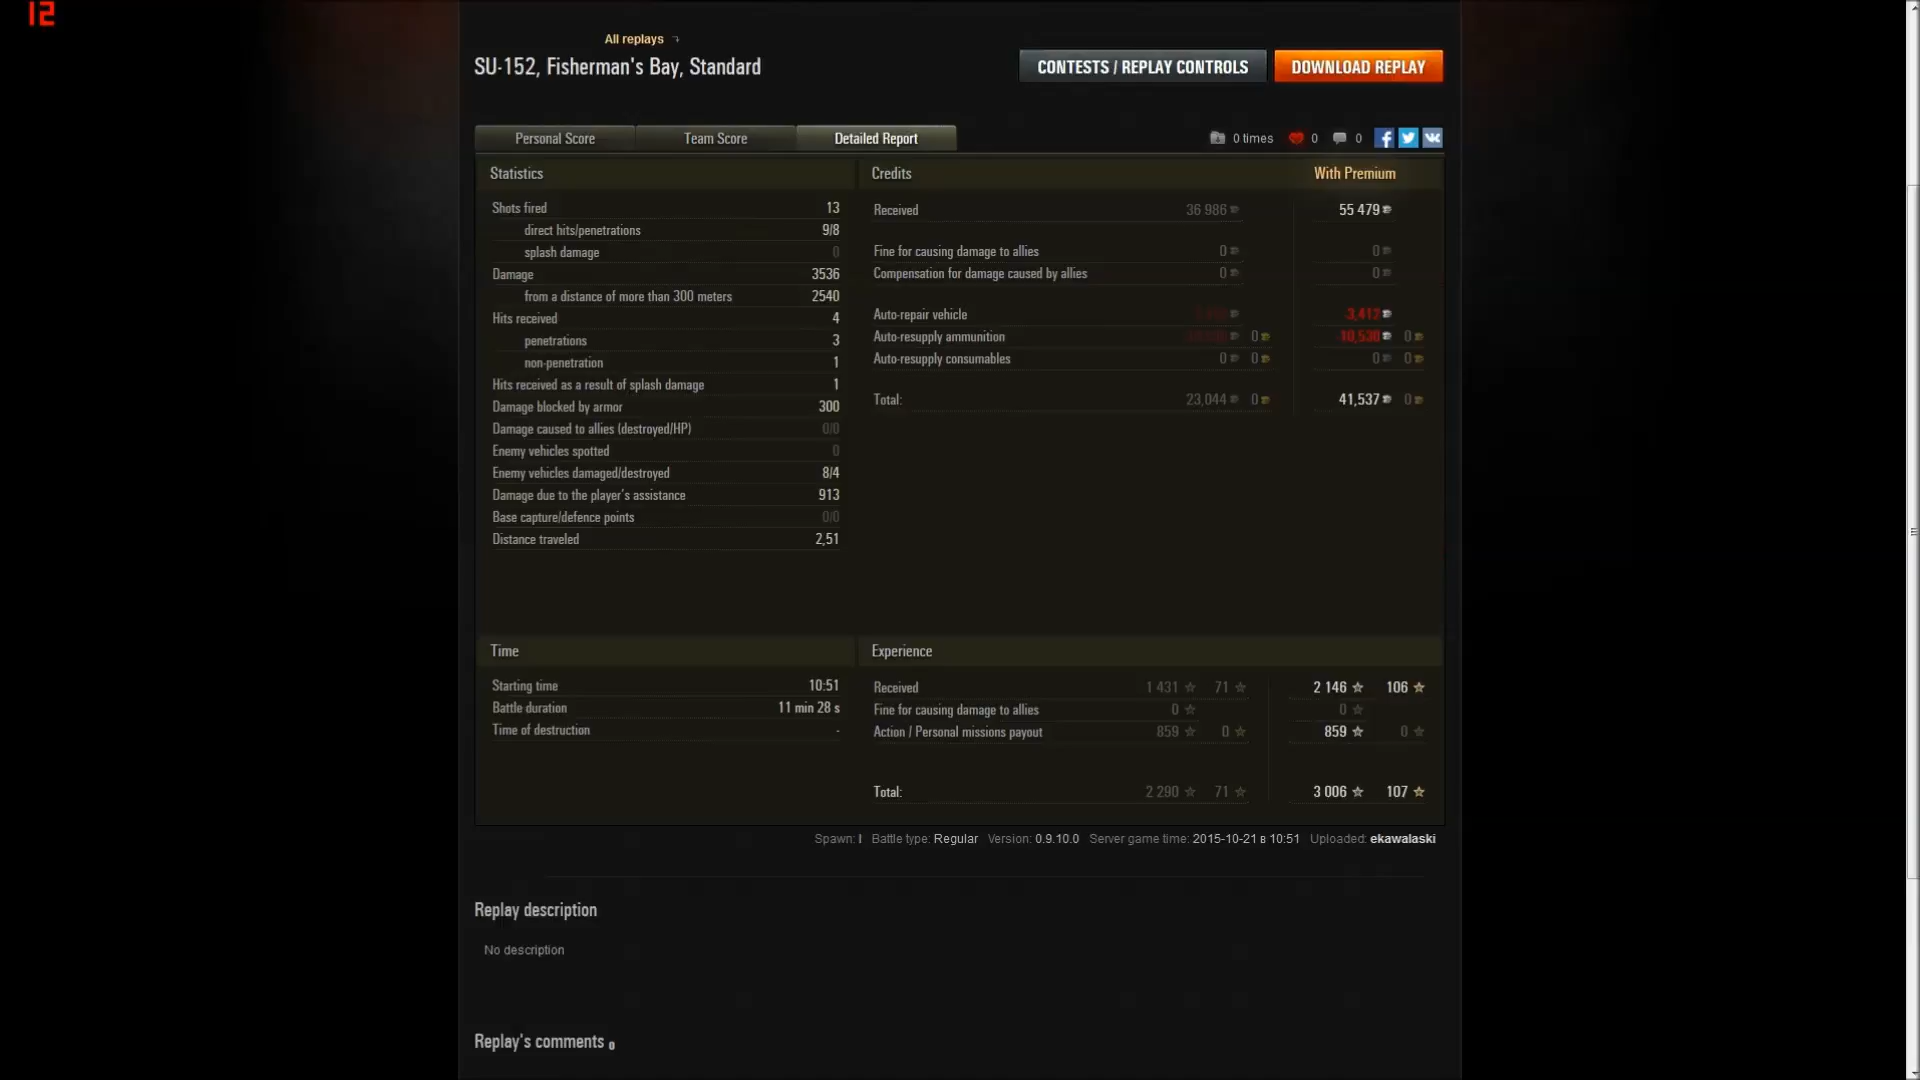 12
All replays
SU-152, Fisherman's Bay, Standard
CONTESTS / REPLAY CONTROLS
DOWNLOAD REPLAY
Personal Score Team Score Detailed Report
0 times 0 0
Statistics
Shots fired 13
direct hits/penetrations 9/8
splash damage 0
Damage 3536
from a distance of more than 300 meters 2540
Hits received 4
penetrations 3
non-penetration 1
Hits received as a result of splash damage 1
Damage blocked by armor 300
Damage caused to allies (destroyed/HP) 0/0
Enemy vehicles spotted 0
Enemy vehicles damaged/destroyed 8/4
Damage due to the player's assistance 913
Base capture/defence points 0/0
Distance traveled 2,51
Credits With Premium
Received 36 986 55 479
Fine for causing damage to allies 0 0
Compensation for damage caused by allies 0 0
Auto-repair vehicle -3,412
Auto-resupply ammunition 0 -10,530 0
Auto-resupply consumables 0 0 0 0
Total: 23,044 0 41,537 0
Time
Starting time 10:51
Battle duration 11 min 28 s
Time of destruction -
Experience
Received 1 431 71 2 146 106
Fine for causing damage to allies 0 0
Action / Personal missions payout 859 0 859 0
Total: 2 290 71 3 006 107
Spawn: I Battle type: Regular Version: 0.9.10.0 Server game time: 2015-10-21 в 10:51 Uploaded: ekawalaski
Replay description
No description
Replay's comments 0